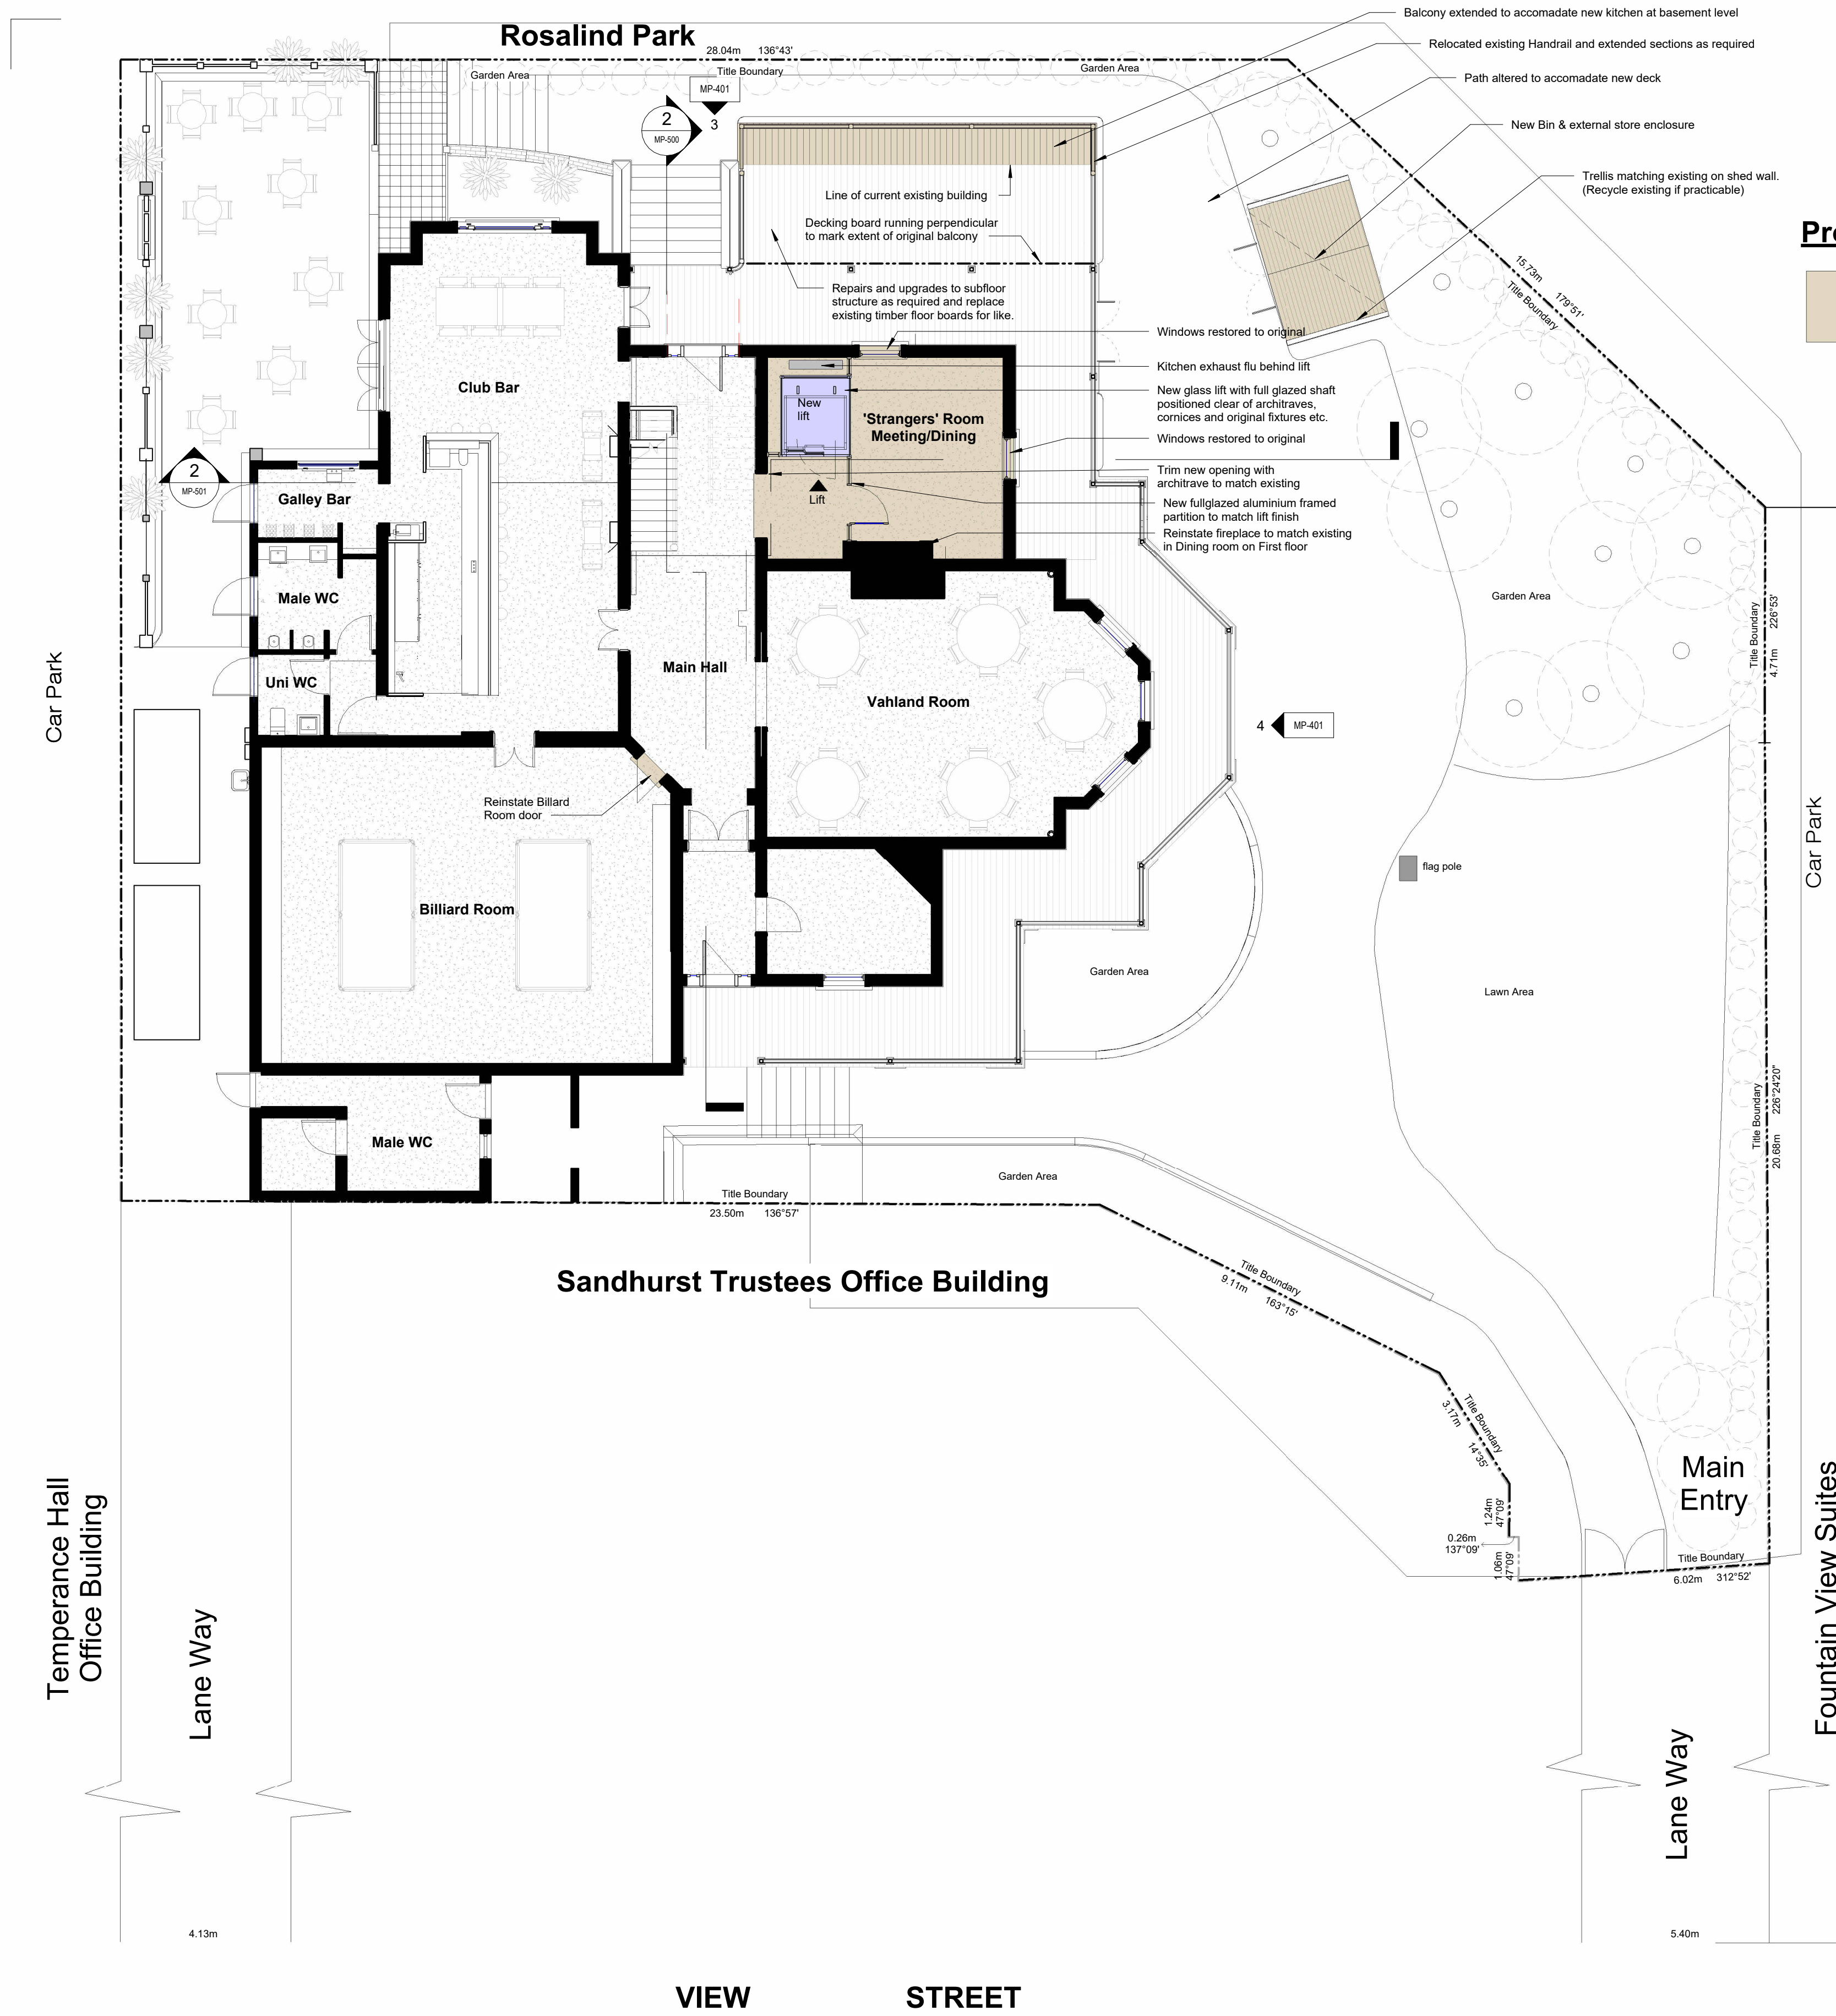 Balcony extended to accomadate new kitchen at basement level
Rosalind Park
28.04m 136°43'
Relocated existing Handrail and extended sections as required
Garden Area
Title Boundary
Garden Area
Path altered to accomadate new deck
MP-401
3
2
MP-500
New Bin & external store enclosure
Trellis matching existing on shed wall.
(Recycle existing if practicable)
Line of current existing building
Decking board running perpendicular
to mark extent of original balcony
15.73m 179°51'
Title Boundary
Repairs and upgrades to subfloor
structure as required and replace
existing timber floor boards for like.
Windows restored to original
Kitchen exhaust flu behind lift
New glass lift with full glazed shaft
positioned clear of architraves,
cornices and original fixtures etc.
Windows restored to original
Trim new opening with
architrave to match existing
New fullglazed aluminium framed
partition to match lift finish
Reinstate fireplace to match existing
in Dining room on First floor
Club Bar
New
lift
'Strangers' Room
Meeting/Dining
Lift
2
MP-501
Galley Bar
Male WC
Uni WC
Main Hall
Vahland Room
Garden Area
Title Boundary
4.71m 226°53'
Car Park
4
MP-401
Reinstate Billard
Room door
Car Park
flag pole
Billiard Room
Garden Area
Lawn Area
Title Boundary
20.68m 226°24'20"
Male WC
Garden Area
Title Boundary
23.50m 136°57'
Sandhurst Trustees Office Building
Title Boundary
9.11m 163°15'
Title Boundary
3.17m 14°35'
Main
Entry
1.24m
47°09'
0.26m
137°09'
1.06m
47°09'
Title Boundary
6.02m 312°52'
Temperance Hall
Office Building
Lane Way
Fountain View Suites
Lane Way
4.13m
5.40m
VIEW STREET